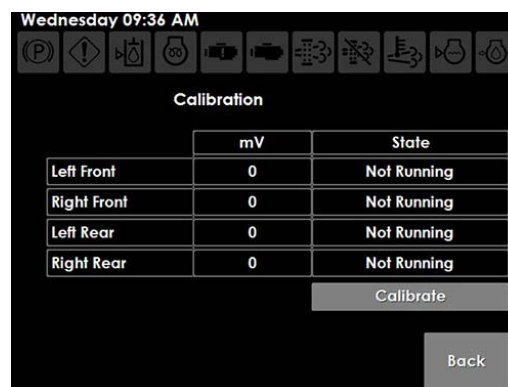 Wednesday 09:36 AM
Calibration
mV State
Left Front 0 Not Running
Right Front 0 Not Running
Left Rear 0 Not Running
Right Rear 0 Not Running
Calibrate
Back